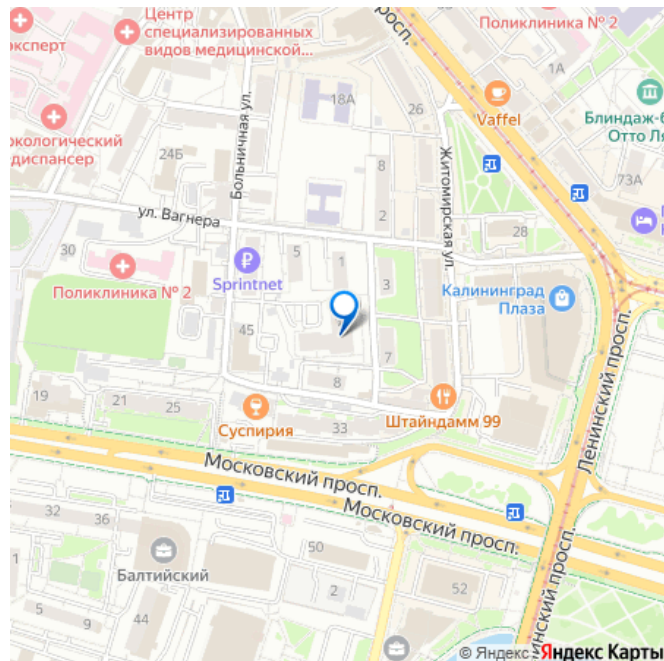 Центр
специализированных
видов медицинской...
эксперт
Поликлиника № 2
просп.
1А
Vaffel
Блиндаж-б
Отто Ля
18А
26
Больничная ул.
Житомирская ул.
24Б
8
73А
2
ул. Вагнера
28
30
5
1
3
Поликлиника № 2
Sprintnet
Калининград
Плаза
45
7
8
19
21
25
Суспирия
33
Штайндамм 99
Ленинский просп.
Московский просп.
Московский просп.
32
36
50
Балтийский
2
52
5
9
44
нинский просп.
© Яндекс
Яндекс Карты